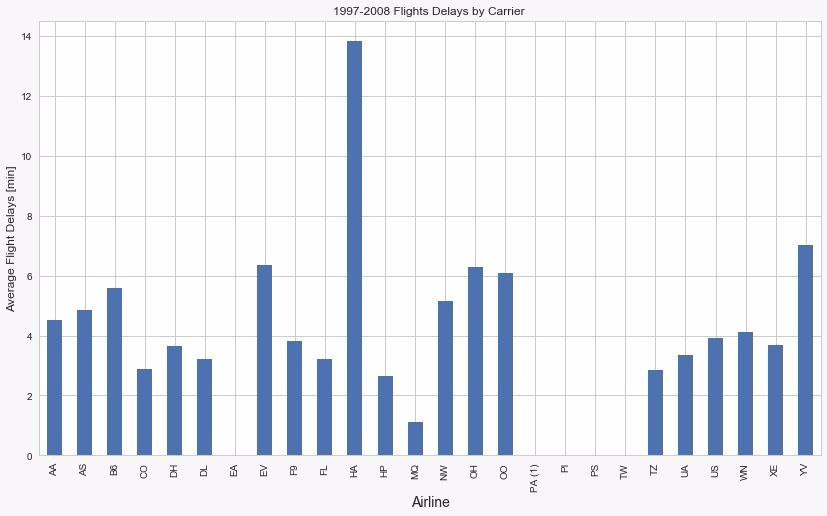 1997-2008 Flights Delays by Carrier
Average Flight Delays [min]
14
12
10
8
6
4
2
0
AA AS B6 CO DH DL EA EV F9 FL HA HP MQ NW OH OO PA (1) PI PS TW TZ UA US WN XE YV
Airline